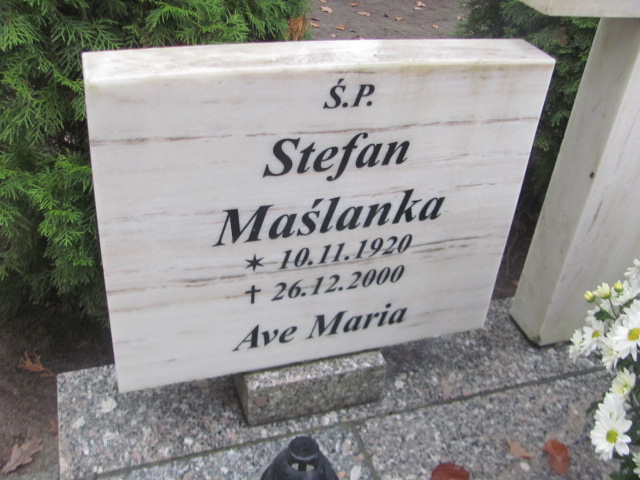 Ś.P.
Stefan
Maślanka
✶ 10.11.1920
✝ 26.12.2000
Ave Maria